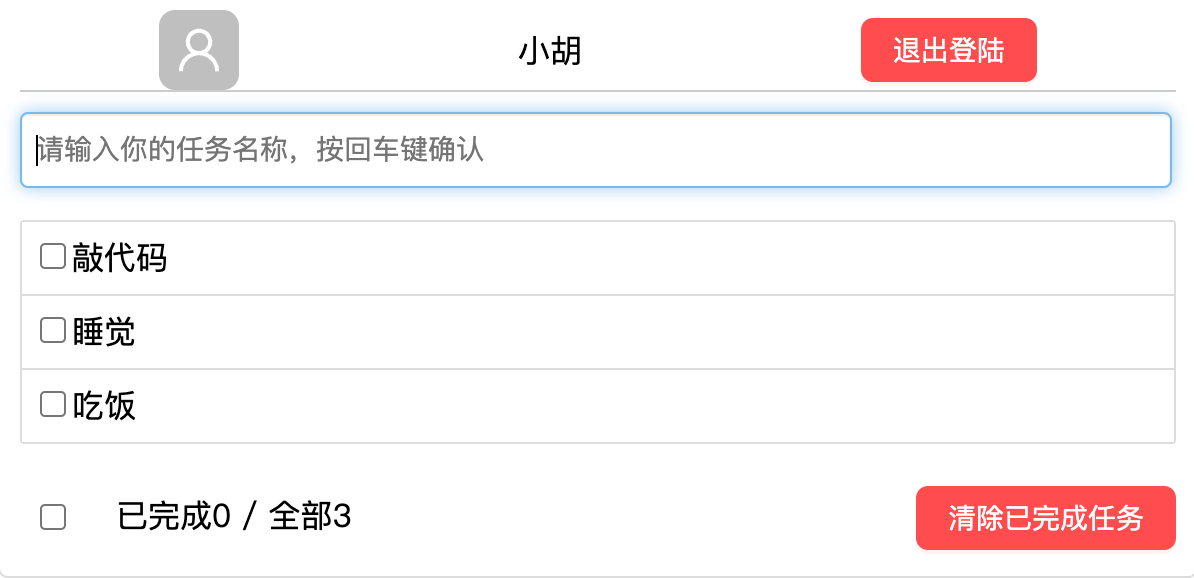 小胡
退出登陆
请输入你的任务名称，按回车键确认
敲代码
睡觉
吃饭
已完成0 / 全部3
清除已完成任务